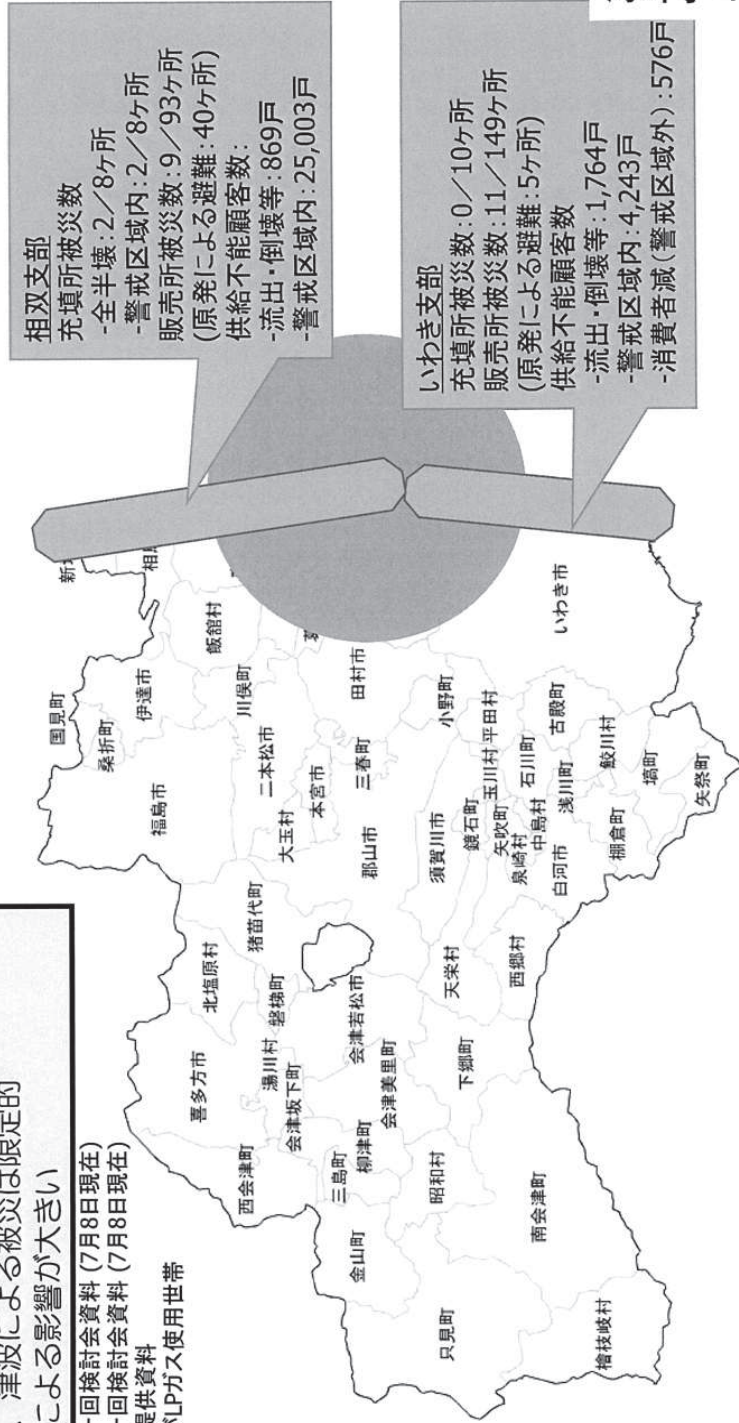 津波による被災は限定的
による影響が大きい
一回検討会資料(7月8日現在)
一回検討会資料(7月8日現在)
提供資料
LPガス使用世帯
相双支部
充填所被災数
-全半壊:2/8ヶ所
-警戒区域内:2/8ヶ所
販売所被災数:9/93ヶ所
(原発による避難:40ヶ所)
供給不能顧客数:
-流出・倒壊等:869戸
-警戒区域内:25,003戸
いわき支部
充填所被災数:0/10ヶ所
販売所被災数:11/149ヶ所
(原発による避難:5ヶ所)
供給不能顧客数
-流出・倒壊等:1,764戸
-警戒区域内:4,243戸
-消費者減(警戒区域外):576戸
国見町
桑折町
伊達市
福島市
新
相
飯舘村
川俣町
二本松市
大玉村
本宮市
三春町
田村市
郡山市
小野町
須賀川市
鏡石町
玉川村
平田村
矢吹町
石川町
泉崎村
中島村
浅川町
古殿町
白河市
棚倉町
鮫川村
塙町
矢祭町
いわき市
北塩原村
猪苗代町
喜多方市
磐梯町
湯川村
会津坂下町
会津若松市
西会津町
三島町
柳津町
会津美里町
金山町
昭和村
天栄村
西郷村
下郷町
只見町
南会津町
檜枝岐村